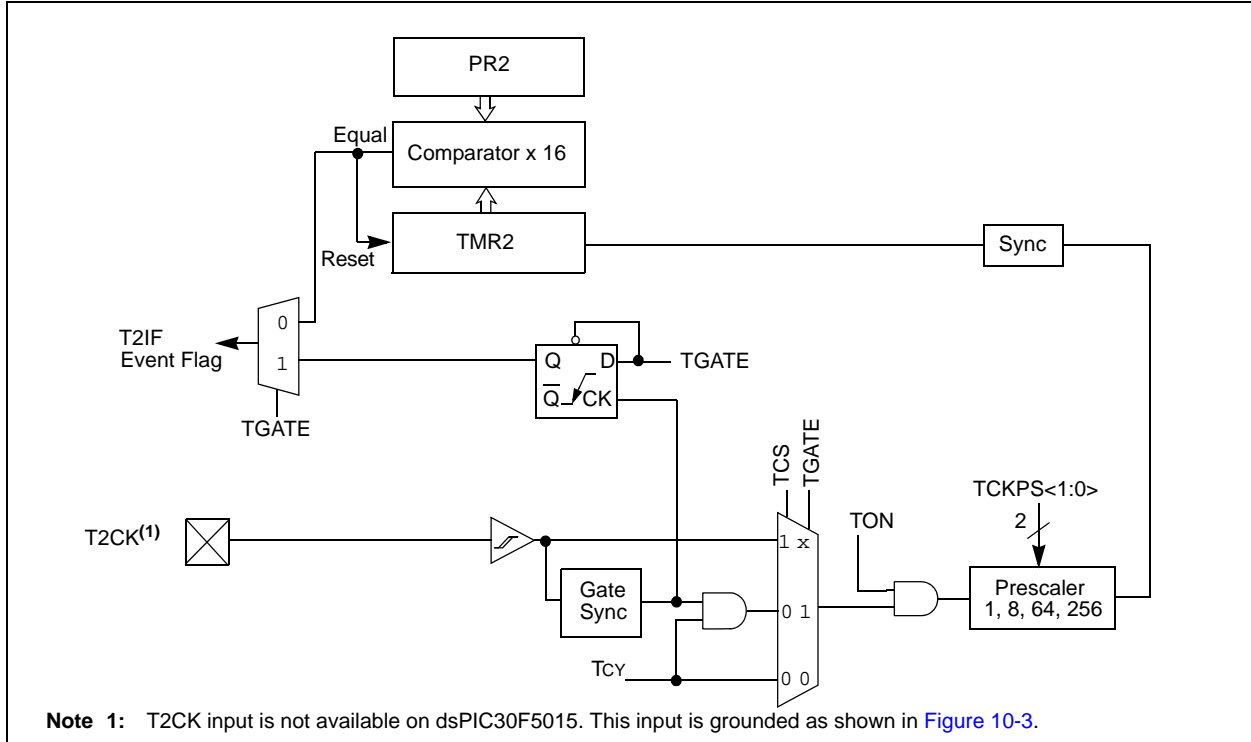 PR2
Equal
Comparator x 16
Reset
TMR2
Sync
0
1
T2IF
Event Flag
TGATE
Q
D
Q
CK
TGATE
TCS
TGATE
TCKPS<1:0>
2
TON
T2CK(1)
1 x
Gate
Sync
0 1
Prescaler
1, 8, 64, 256
TCY
0 0
Note 1: T2CK input is not available on dsPIC30F5015. This input is grounded as shown in Figure 10-3.